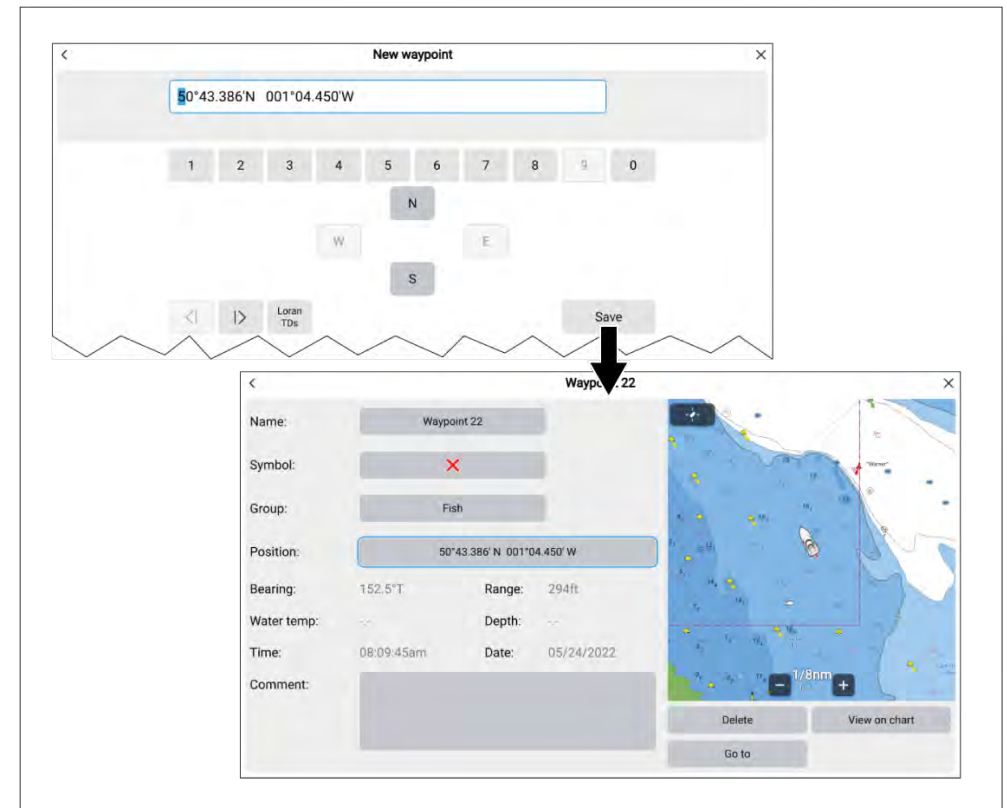 < New waypoint ×
50°43.386'N 001°04.450'W
1 2 3 4 5 6 7 8 9 0
N
W E
S
<| |> Loran TDs Save
< 22 ×
Name: Waypoint 22
Symbol:
Group: Fish
Position: 50°43.386' N 001°04.450' W
Bearing: 152.5°T Range: 294ft
Water temp: -.- Depth: -.-
Time: 08:09:45am Date: 05/24/2022
Comment:
"Warner"
− 1/8nm +
Delete View on chart
Go to